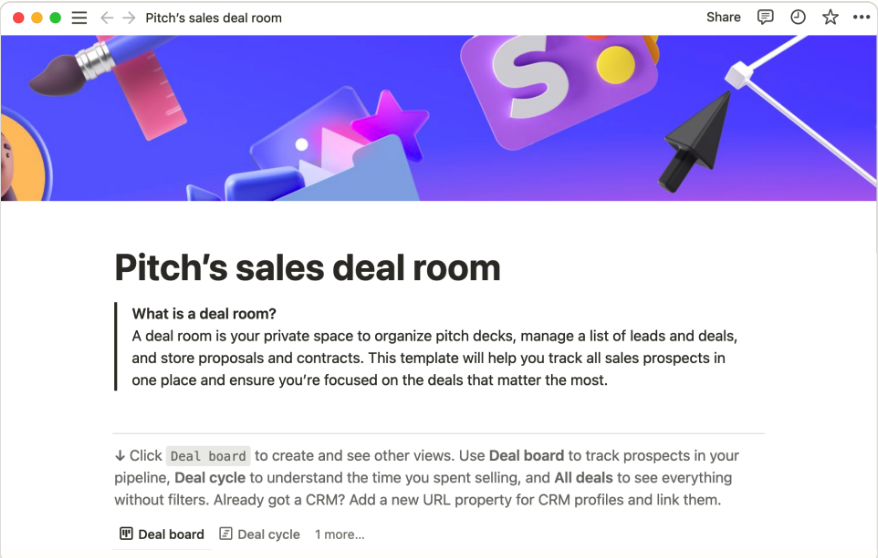 Pitch’s sales deal room
Share
S
Pitch’s sales deal room
What is a deal room?
A deal room is your private space to organize pitch decks, manage a list of leads and deals,
and store proposals and contracts. This template will help you track all sales prospects in
one place and ensure you’re focused on the deals that matter the most.
↓ Click Deal board to create and see other views. Use Deal board to track prospects in your
pipeline, Deal cycle to understand the time you spent selling, and All deals to see everything
without filters. Already got a CRM? Add a new URL property for CRM profiles and link them.
Deal board Deal cycle 1 more...